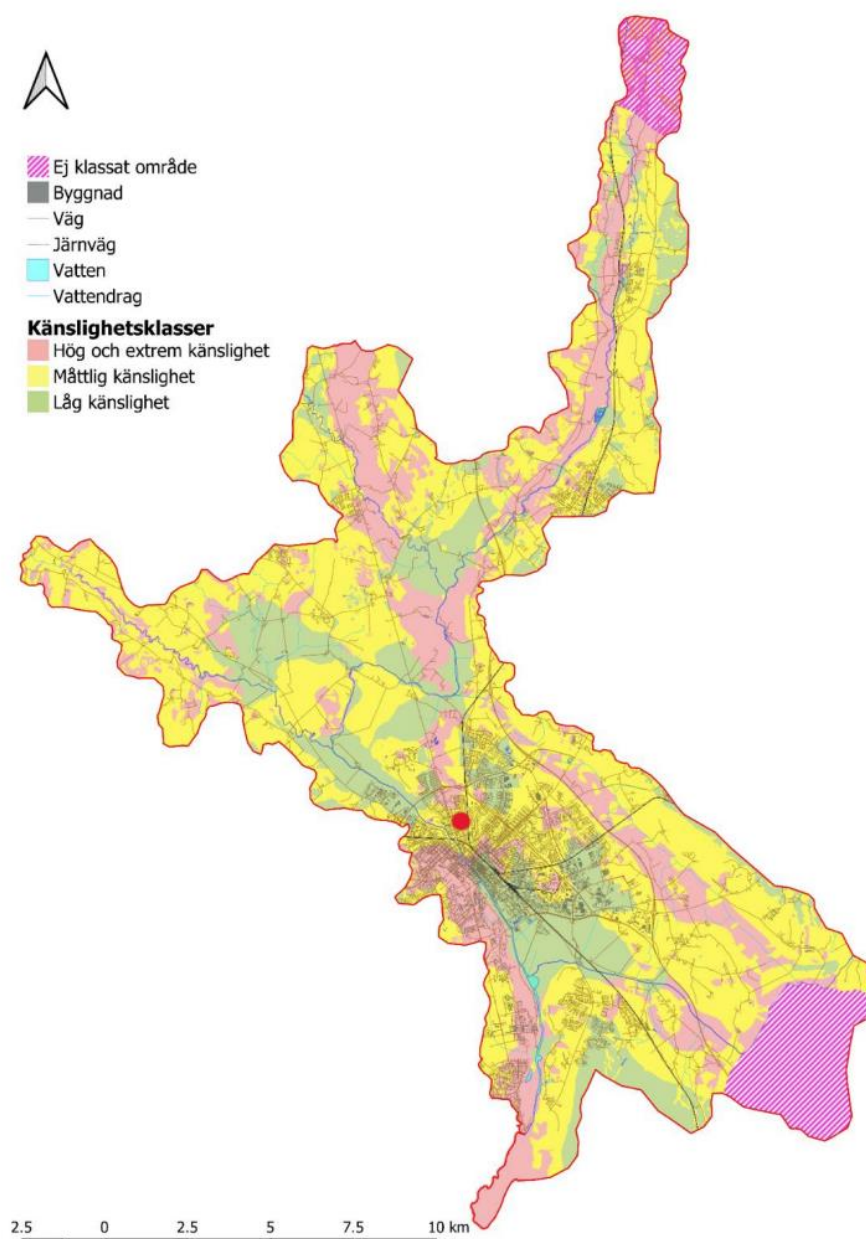 Ej klassat område
Byggnad
Väg
Järnväg
Vatten
Vattendrag
Känslighetsklasser
Hög och extrem känslighet
Måttlig känslighet
Låg känslighet
2.5 0 2.5 5 7.5 10 km